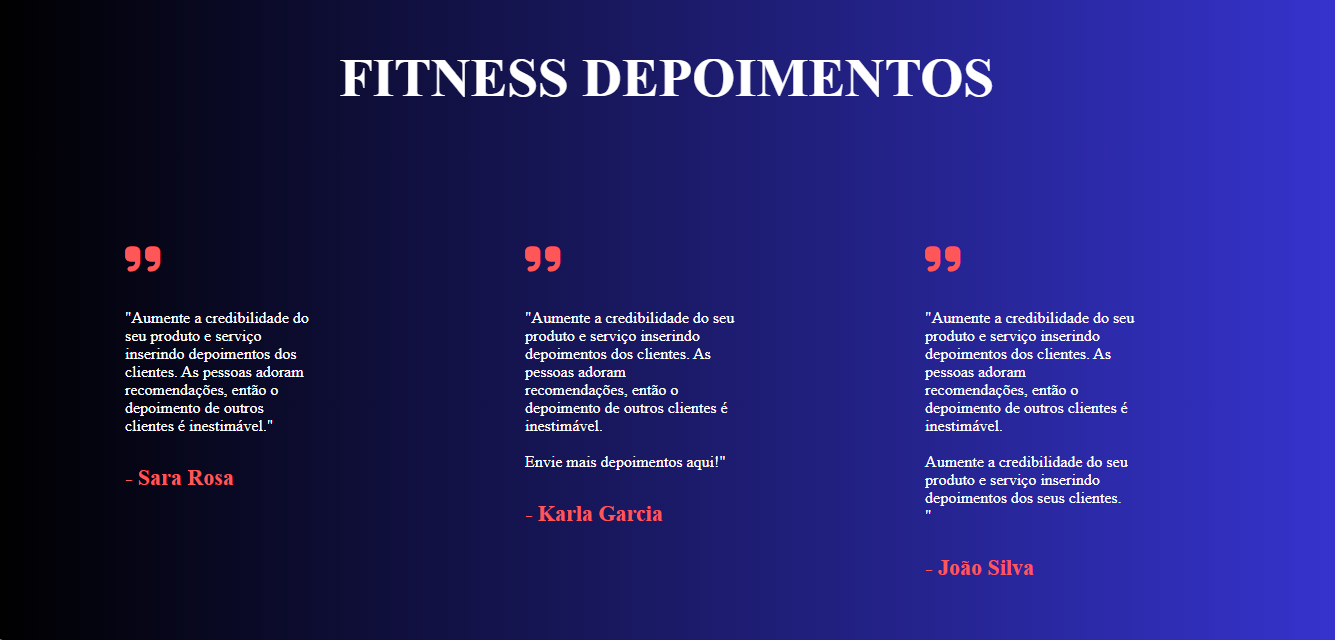 FITNESS DEPOIMENTOS
"Aumente a credibilidade do
seu produto e serviço
inserindo depoimentos dos
clientes. As pessoas adoram
recomendações, então o
depoimento de outros
clientes é inestimável."
- Sara Rosa
"Aumente a credibilidade do seu
produto e serviço inserindo
depoimentos dos clientes. As
pessoas adoram
recomendações, então o
depoimento de outros clientes é
inestimável.
Envie mais depoimentos aqui!"
- Karla Garcia
"Aumente a credibilidade do seu
produto e serviço inserindo
depoimentos dos clientes. As
pessoas adoram
recomendações, então o
depoimento de outros clientes é
inestimável.
Aumente a credibilidade do seu
produto e serviço inserindo
depoimentos dos seus clientes.
"
- João Silva